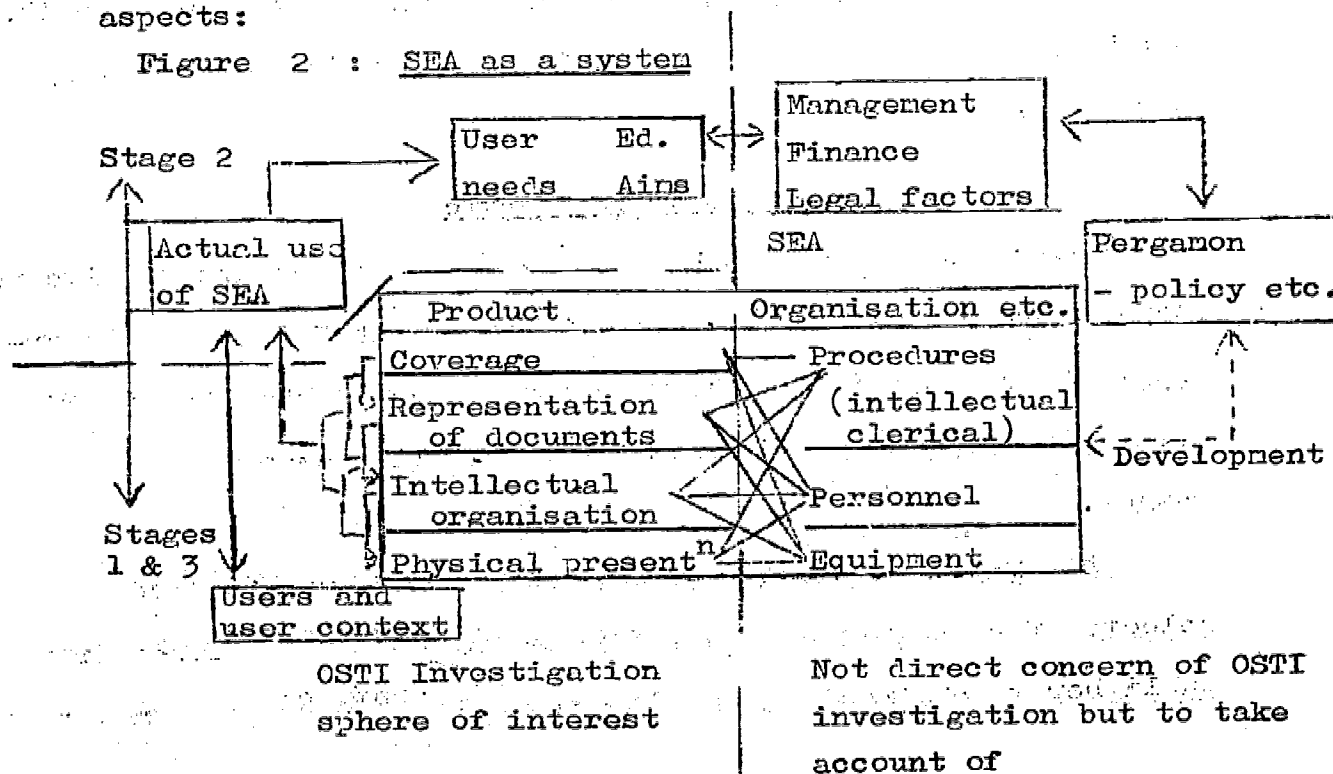 aspects:
Figure 2 : SEA as a system
Stage 2
User Ed.
needs Aims
Management
Finance
Legal factors
Actual use
of SEA
SEA
Pergamon
- policy etc.
Product Organisation etc.
Coverage
Procedures
Representation
of documents
(intellectual
clerical)
Development
Intellectual
organisation
Personnel
Stages
1 & 3
Physical presentn
Equipment
Users and
user context
OSTI Investigation
sphere of interest
Not direct concern of OSTI
investigation but to take
account of